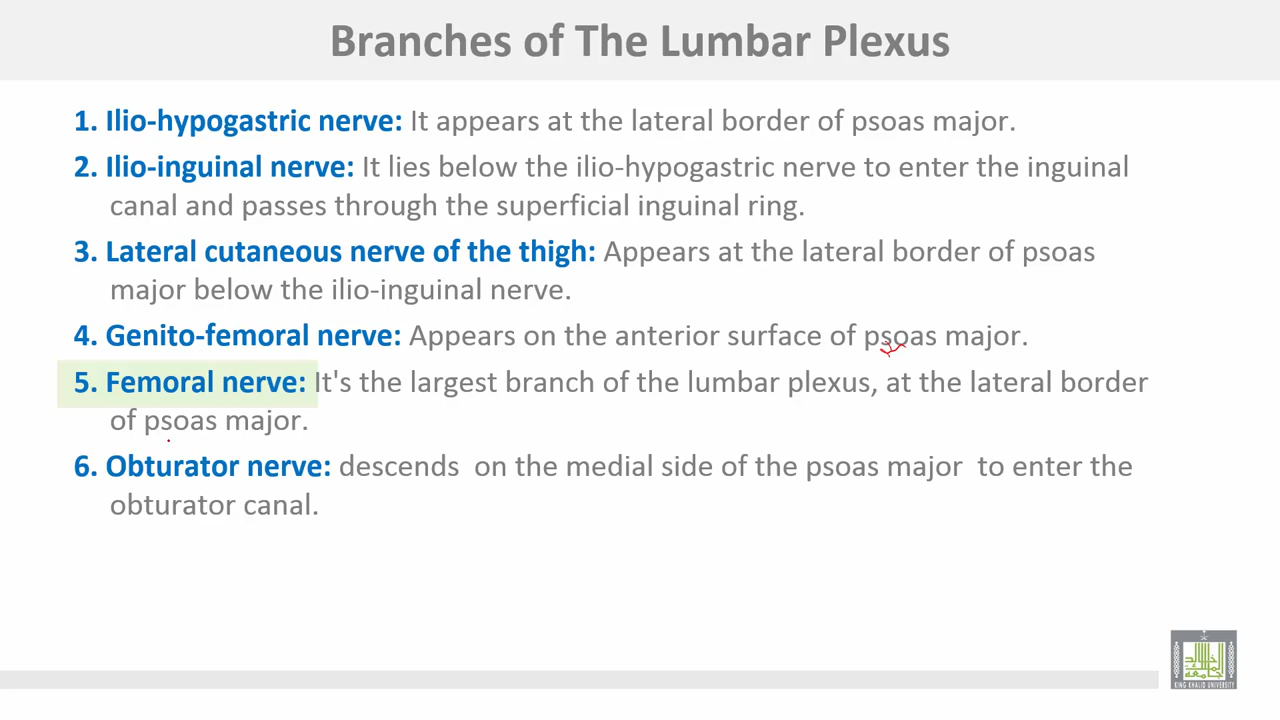 Branches of The Lumbar Plexus
1. Ilio-hypogastric nerve: It appears at the lateral border of psoas major.
2. Ilio-inguinal nerve: It lies below the ilio-hypogastric nerve to enter the inguinal
canal and passes through the superficial inguinal ring.
3. Lateral cutaneous nerve of the thigh: Appears at the lateral border of psoas
major below the ilio-inguinal nerve.
4. Genito-femoral nerve: Appears on the anterior surface of psoas major.
5. Femoral nerve: It's the largest branch of the lumbar plexus, at the lateral border
of psoas major.
6. Obturator nerve: descends  on the medial side of the psoas major  to enter the
obturator canal.
KING KHALID UNIVERSITY